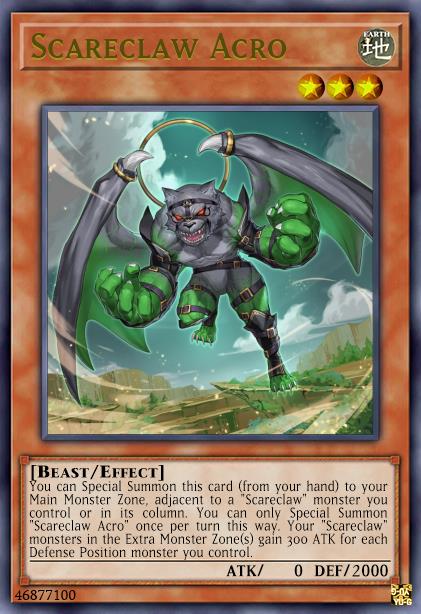 Scareclaw Acro
EARTH
地
[Beast/Effect]
You can Special Summon this card (from your hand) to your
Main Monster Zone, adjacent to a "Scareclaw" monster you
control or in its column. You can only Special Summon
"Scareclaw Acro" once per turn this way. Your "Scareclaw"
monsters in the Extra Monster Zone(s) gain 300 ATK for each
Defense Position monster you control.
ATK/ 0 DEF/2000
46877100